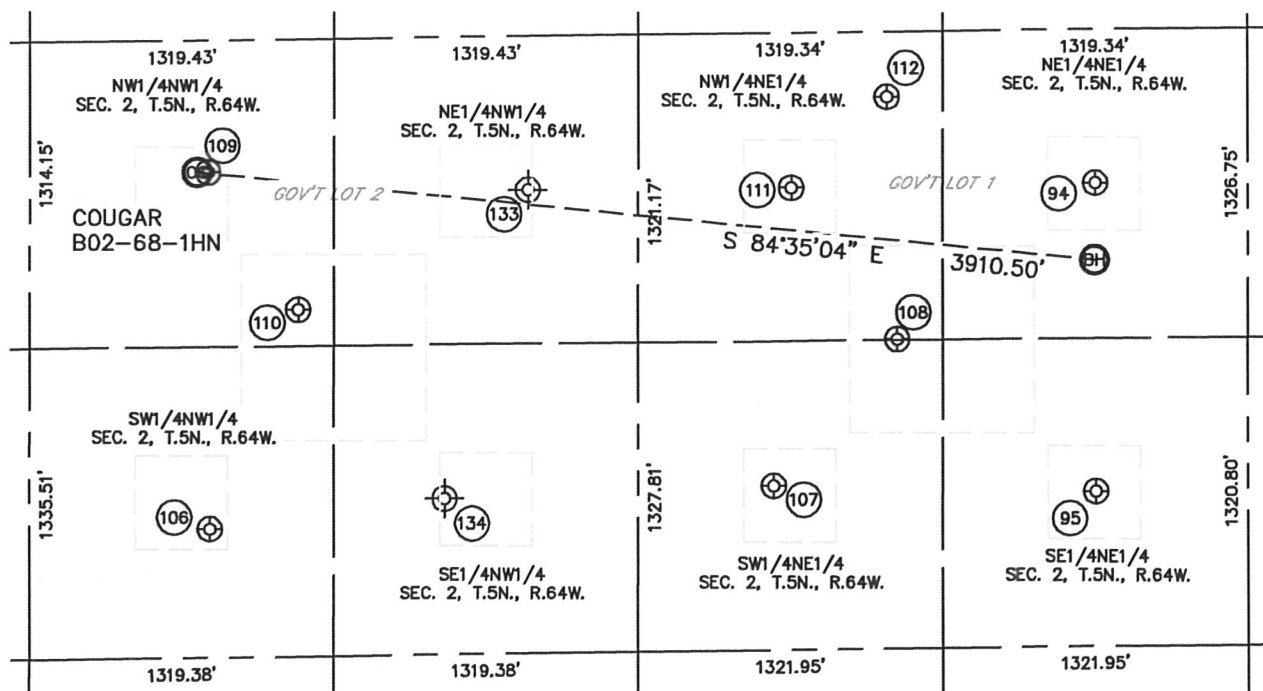 1319.43'
1319.43'
1319.34'
1319.34'
NW1/4NW1/4
SEC. 2, T.5N., R.64W.
NE1/4NW1/4
SEC. 2, T.5N., R.64W.
NW1/4NE1/4
SEC. 2, T.5N., R.64W.
112
NE1/4NE1/4
SEC. 2, T.5N., R.64W.
1314.15'
109
GOV'T LOT 2
133
1321.17'
111
GOV'T LOT 1
94
1326.75'
COUGAR
B02-68-1HN
S 84°35'04" E
3910.50'
BH
110
108
SW1/4NW1/4
SEC. 2, T.5N., R.64W.
1335.51'
106
134
1327.81'
107
95
1320.80'
SE1/4NW1/4
SEC. 2, T.5N., R.64W.
SW1/4NE1/4
SEC. 2, T.5N., R.64W.
SE1/4NE1/4
SEC. 2, T.5N., R.64W.
1319.38'
1319.38'
1321.95'
1321.95'